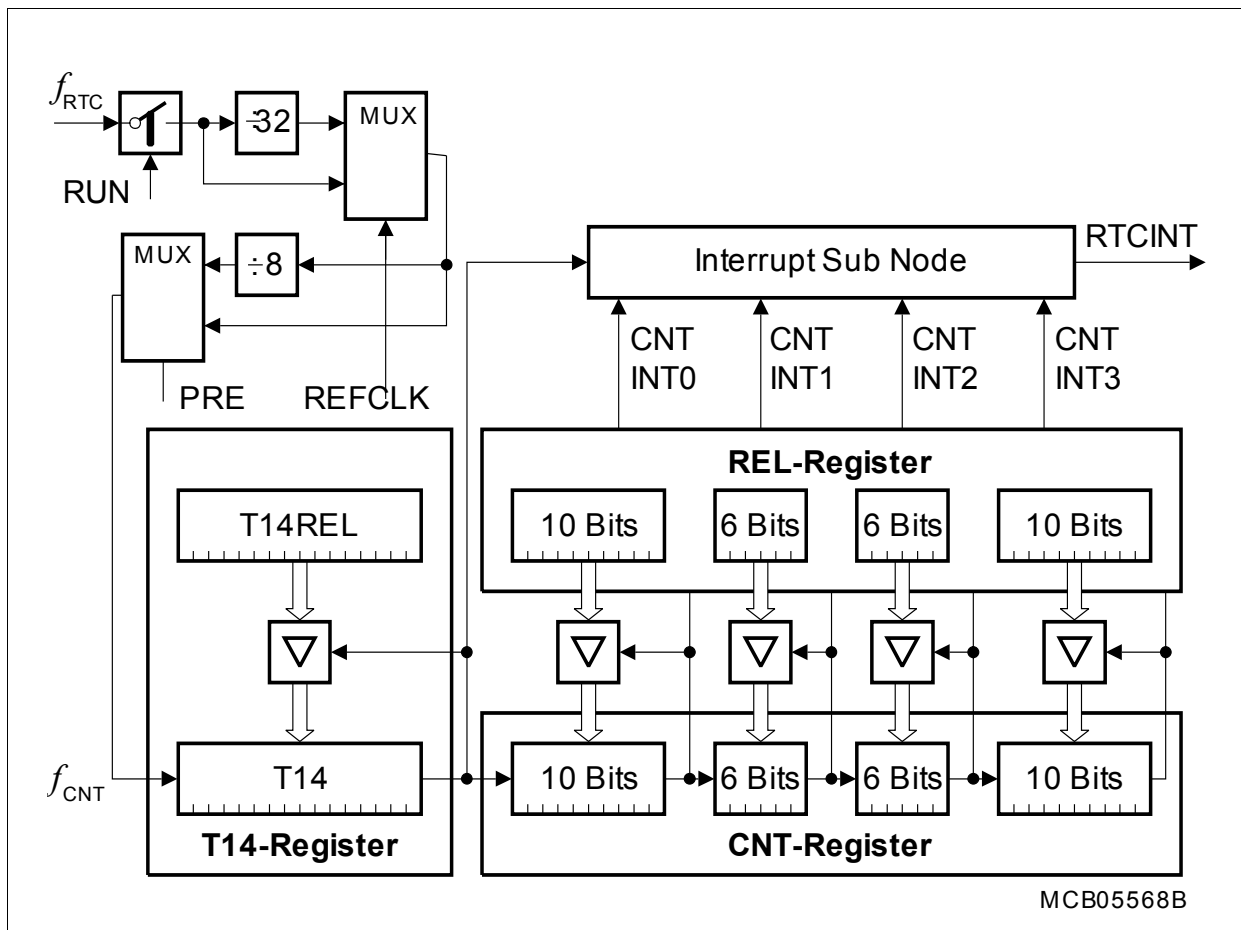 fRTC
÷32
MUX
RUN
MUX
÷8
Interrupt Sub Node
RTCINT
CNT INT0
CNT INT1
CNT INT2
CNT INT3
PRE
REFCLK
REL-Register
T14REL
10 Bits
6 Bits
6 Bits
10 Bits
fCNT
T14
10 Bits
6 Bits
6 Bits
10 Bits
T14-Register
CNT-Register
MCB05568B